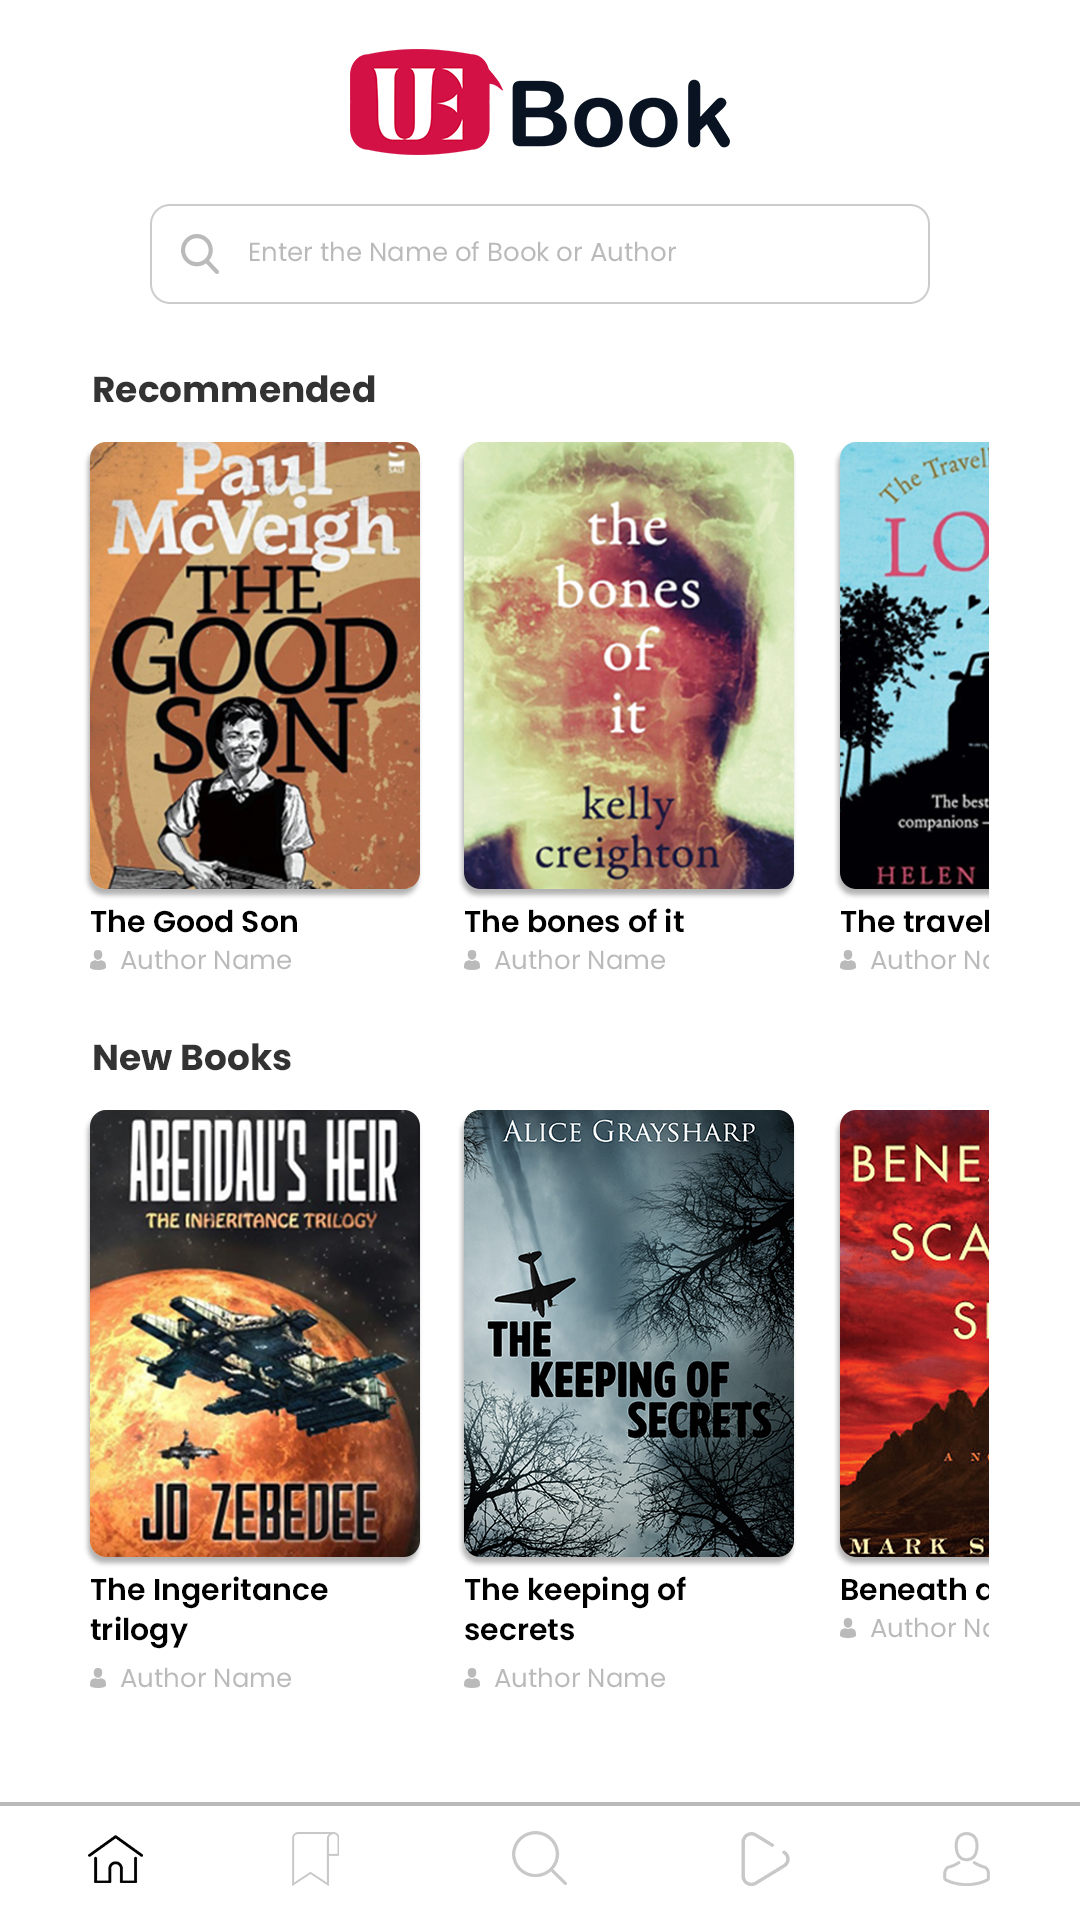 UE Book
Enter the Name of Book or Author
Recommended
Paul
McVeigh
SALT
THE
GOOD
SON
the
bones
of
it
kelly
creighton
The Travel
LO
The best
companions –
HELEN
The Good Son
The bones of it
The travel
Author Name
Author Name
Author
New Books
ABENDAU'S HEIR
THE INHERITANCE TRILOGY
JO ZEBEDEE
ALICE GRAYSHARP
THE
KEEPING OF
SECRETS
BENE
SCA
A
MARK S
The Ingeritance
trilogy
The keeping of
secrets
Beneath
Author Name
Author Name
Author